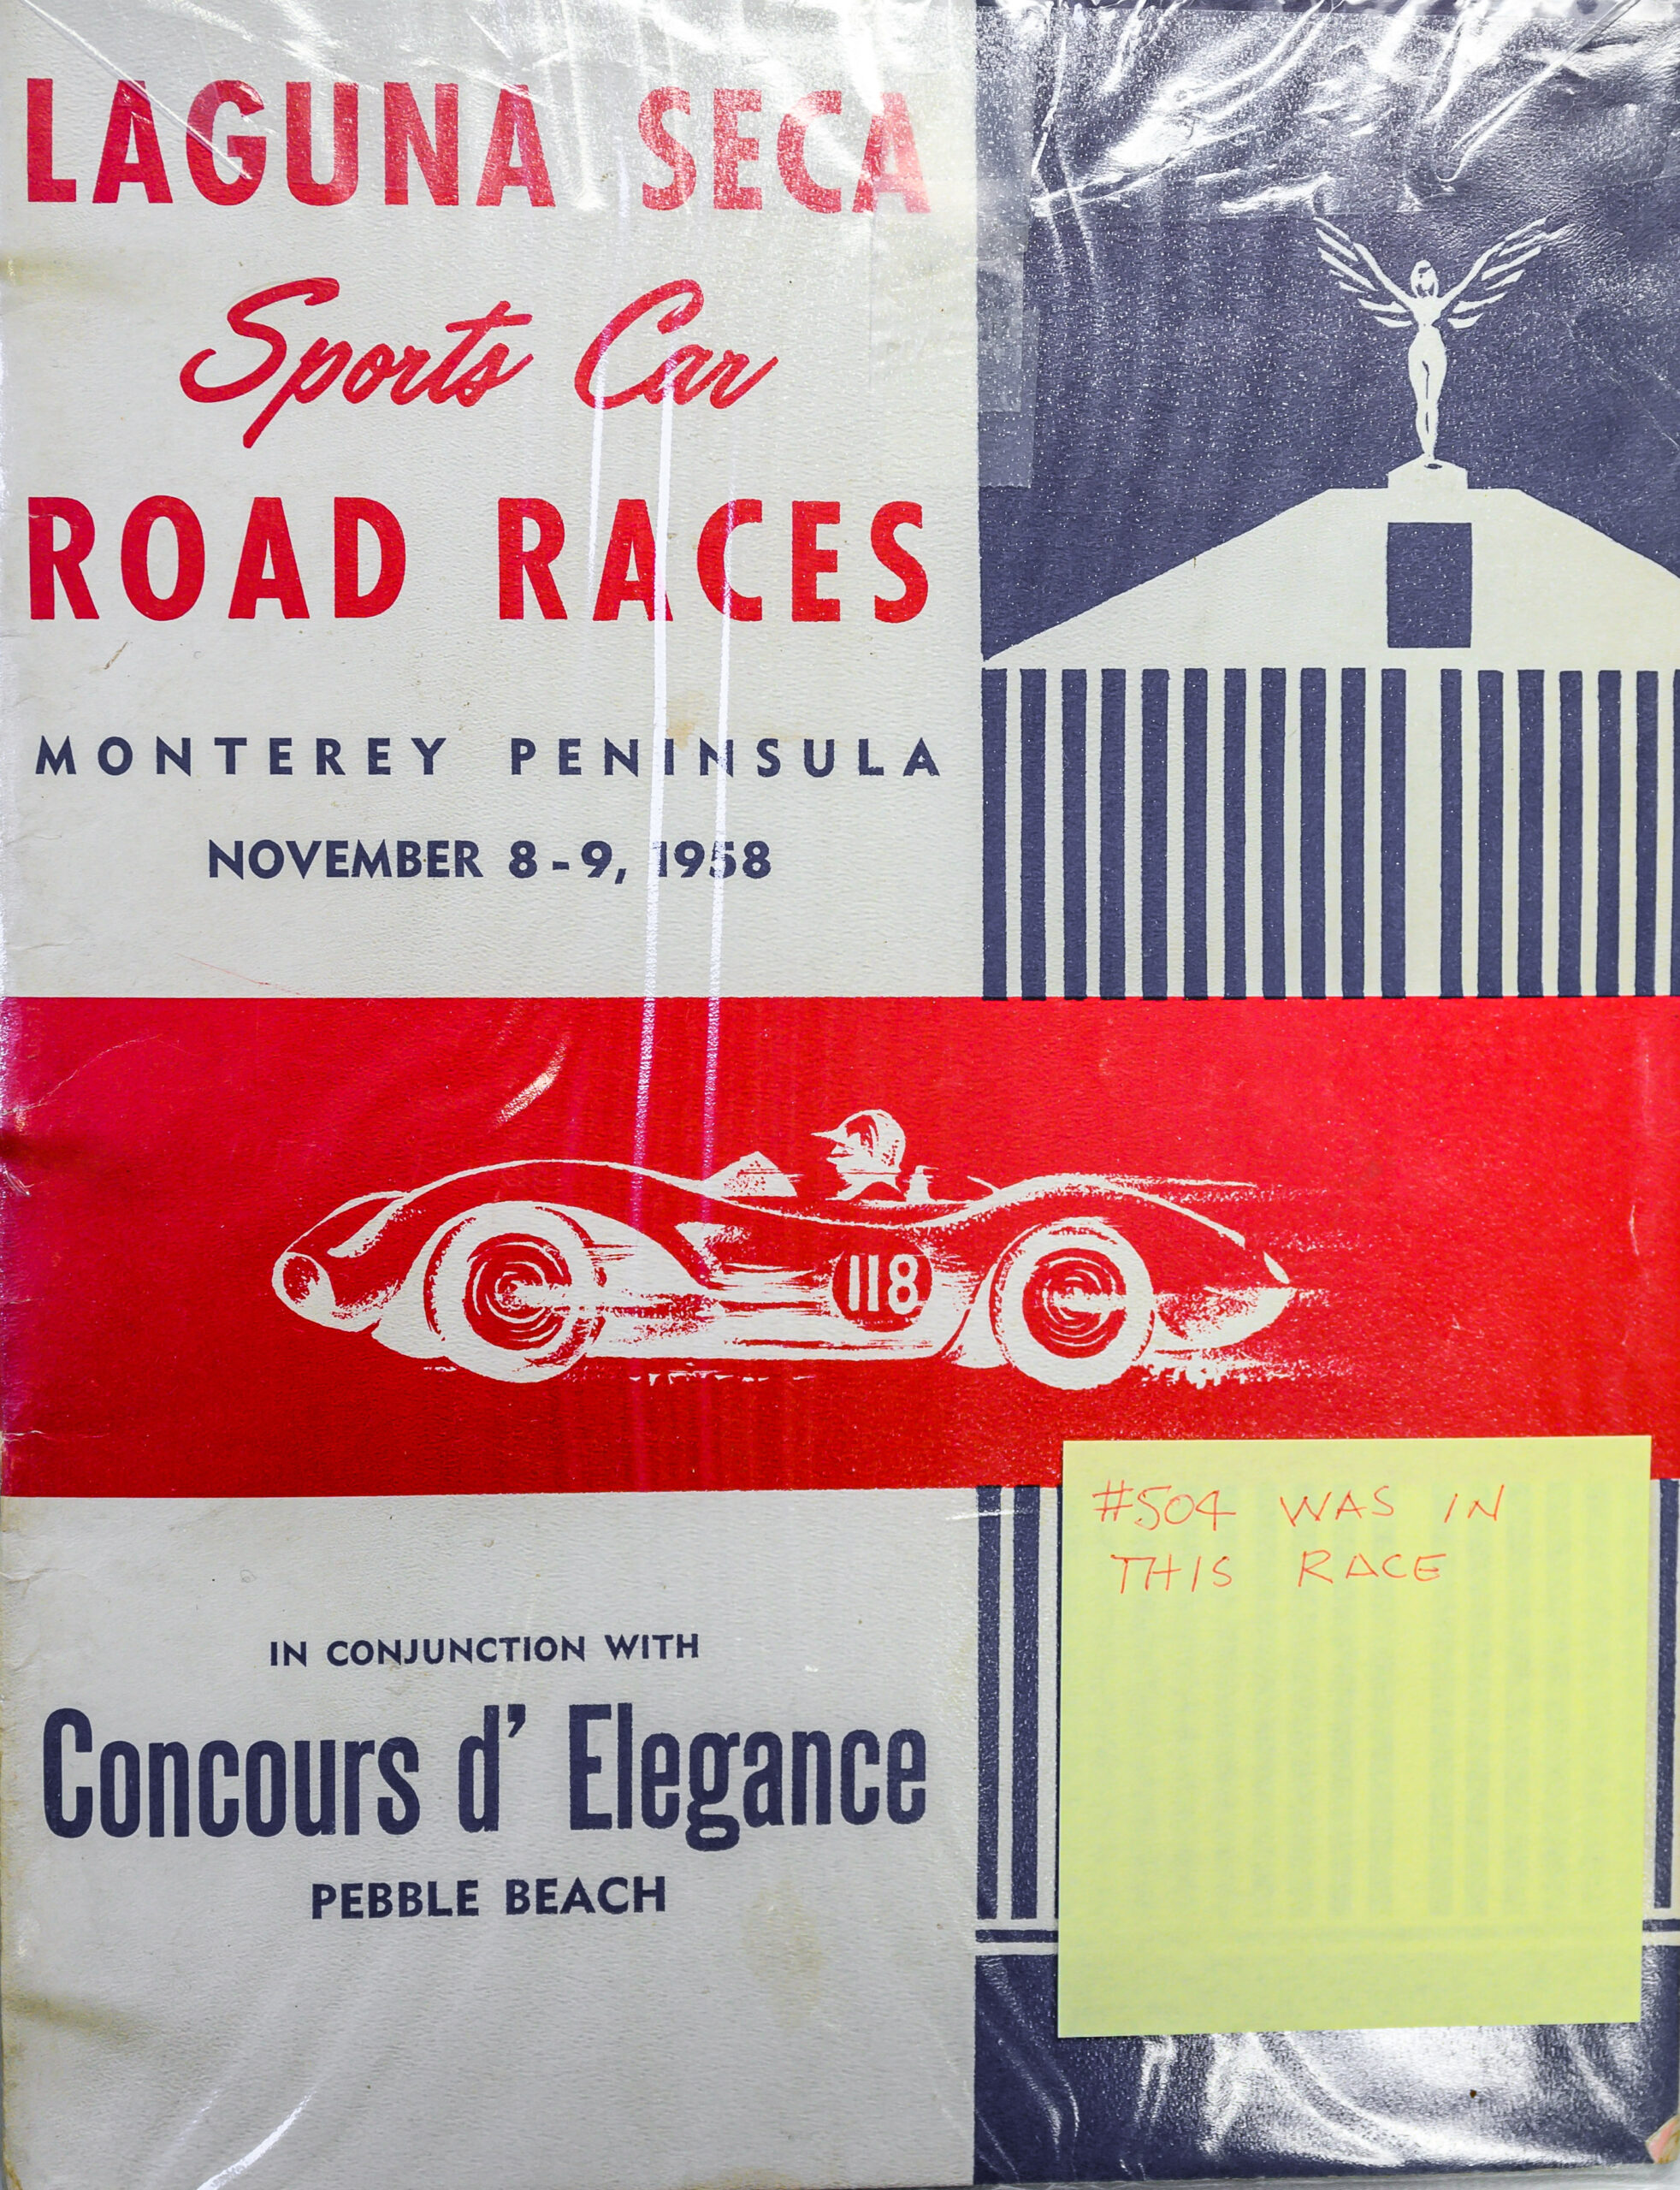 LAGUNA SECA
Sports Car
ROAD RACES
MONTEREY PENINSULA
NOVEMBER 8-9, 1958
118
#504 WAS IN
THIS RACE
IN CONJUNCTION WITH
Concours d' Elegance
PEBBLE BEACH